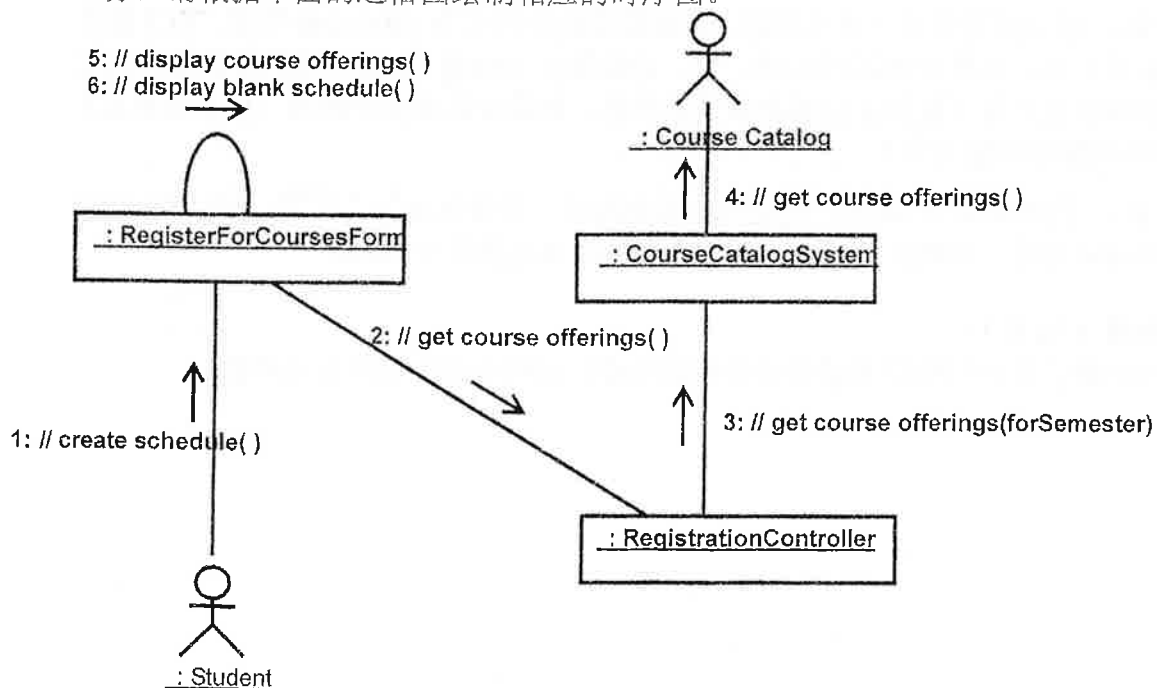 5: // display course offerings( )
6: // display blank schedule( )
: Course Catalog
4: // get course offerings( )
: RegisterForCoursesForm
: CourseCatalogSystem
2: // get course offerings( )
1: // create schedule( )
3: // get course offerings(forSemester)
: RegistrationController
: Student